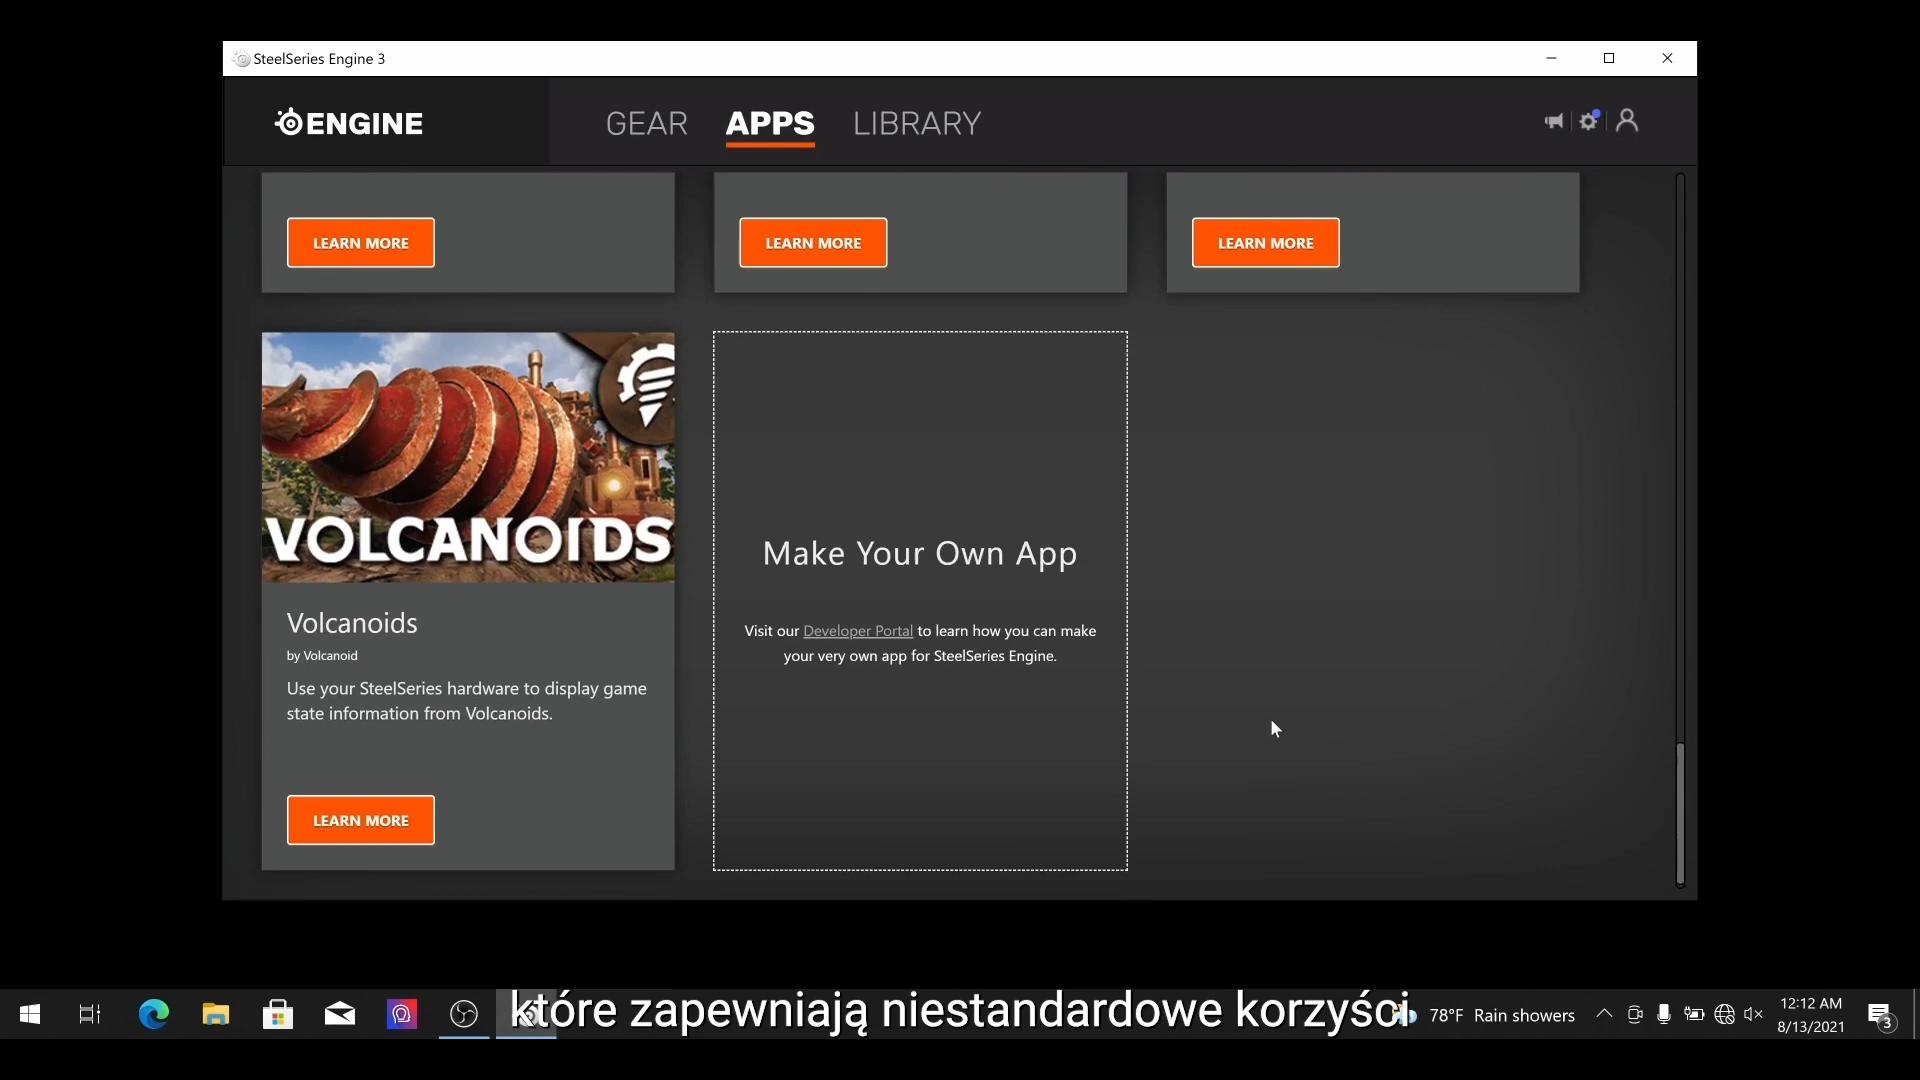 SteelSeries Engine 3
ENGINE
GEAR
APPS
LIBRARY
LEARN MORE
LEARN MORE
LEARN MORE
VOLCANOIDS
Volcanoids
by Volcanoid
Use your SteelSeries hardware to display game
state information from Volcanoids.
LEARN MORE
Make Your Own App
Visit our Developer Portal to learn how you can make
your very own app for SteelSeries Engine.
które zapewniają niestandardowe korzyści
78°F Rain showers
12:12 AM
8/13/2021
3